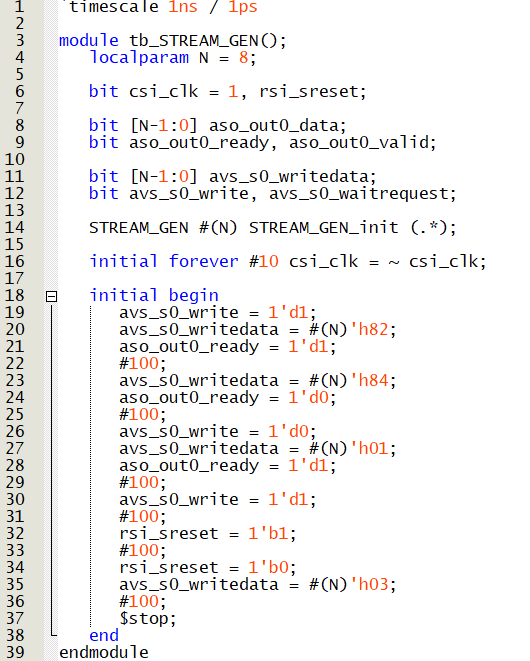 1 `timescale 1ns / 1ps
2
3 module tb_STREAM_GEN();
4 localparam N = 8;
5
6 bit csi_clk = 1, rsi_sreset;
7
8 bit [N-1:0] aso_out0_data;
9 bit aso_out0_ready, aso_out0_valid;
10
11 bit [N-1:0] avs_s0_writedata;
12 bit avs_s0_write, avs_s0_waitrequest;
13
14 STREAM_GEN #(N) STREAM_GEN_init (.*);
15
16 initial forever #10 csi_clk = ~ csi_clk;
17
18 initial begin
19 avs_s0_write = 1'd1;
20 avs_s0_writedata = #(N)'h82;
21 aso_out0_ready = 1'd1;
22 #100;
23 avs_s0_writedata = #(N)'h84;
24 aso_out0_ready = 1'd0;
25 #100;
26 avs_s0_write = 1'd0;
27 avs_s0_writedata = #(N)'h01;
28 aso_out0_ready = 1'd1;
29 #100;
30 avs_s0_write = 1'd1;
31 #100;
32 rsi_sreset = 1'b1;
33 #100;
34 rsi_sreset = 1'b0;
35 avs_s0_writedata = #(N)'h03;
36 #100;
37 $stop;
38 end
39 endmodule